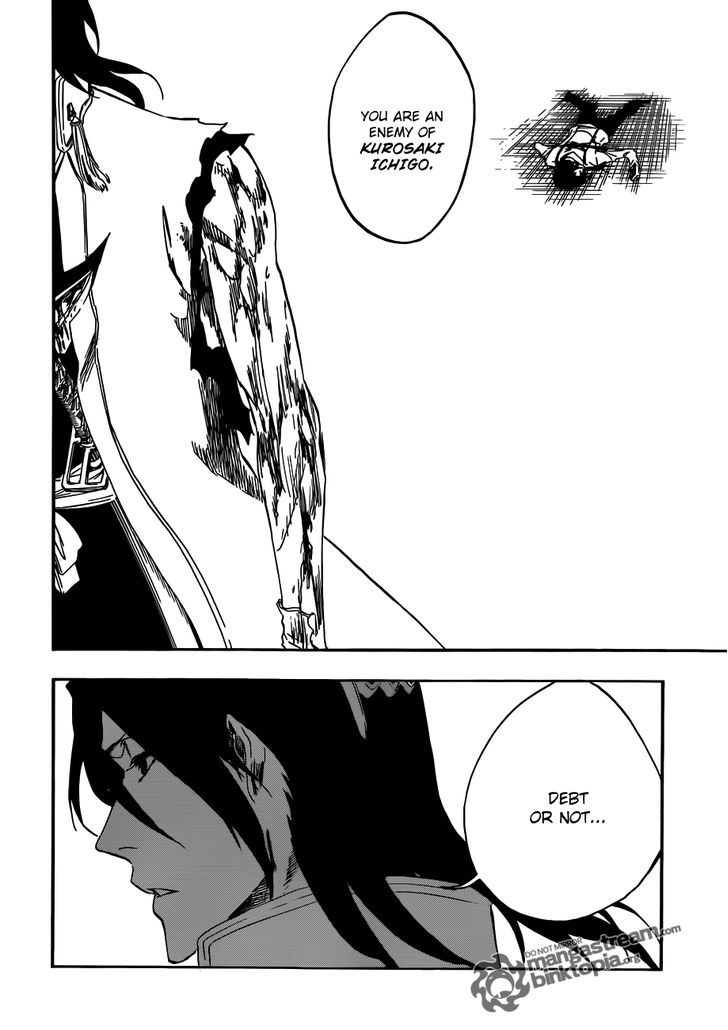 YOU ARE AN
ENEMY OF
KUROSAKI
ICHIGO.
DEBT
OR NOT...
DO NOT MIRROR
mangastream.com
binktopia.org